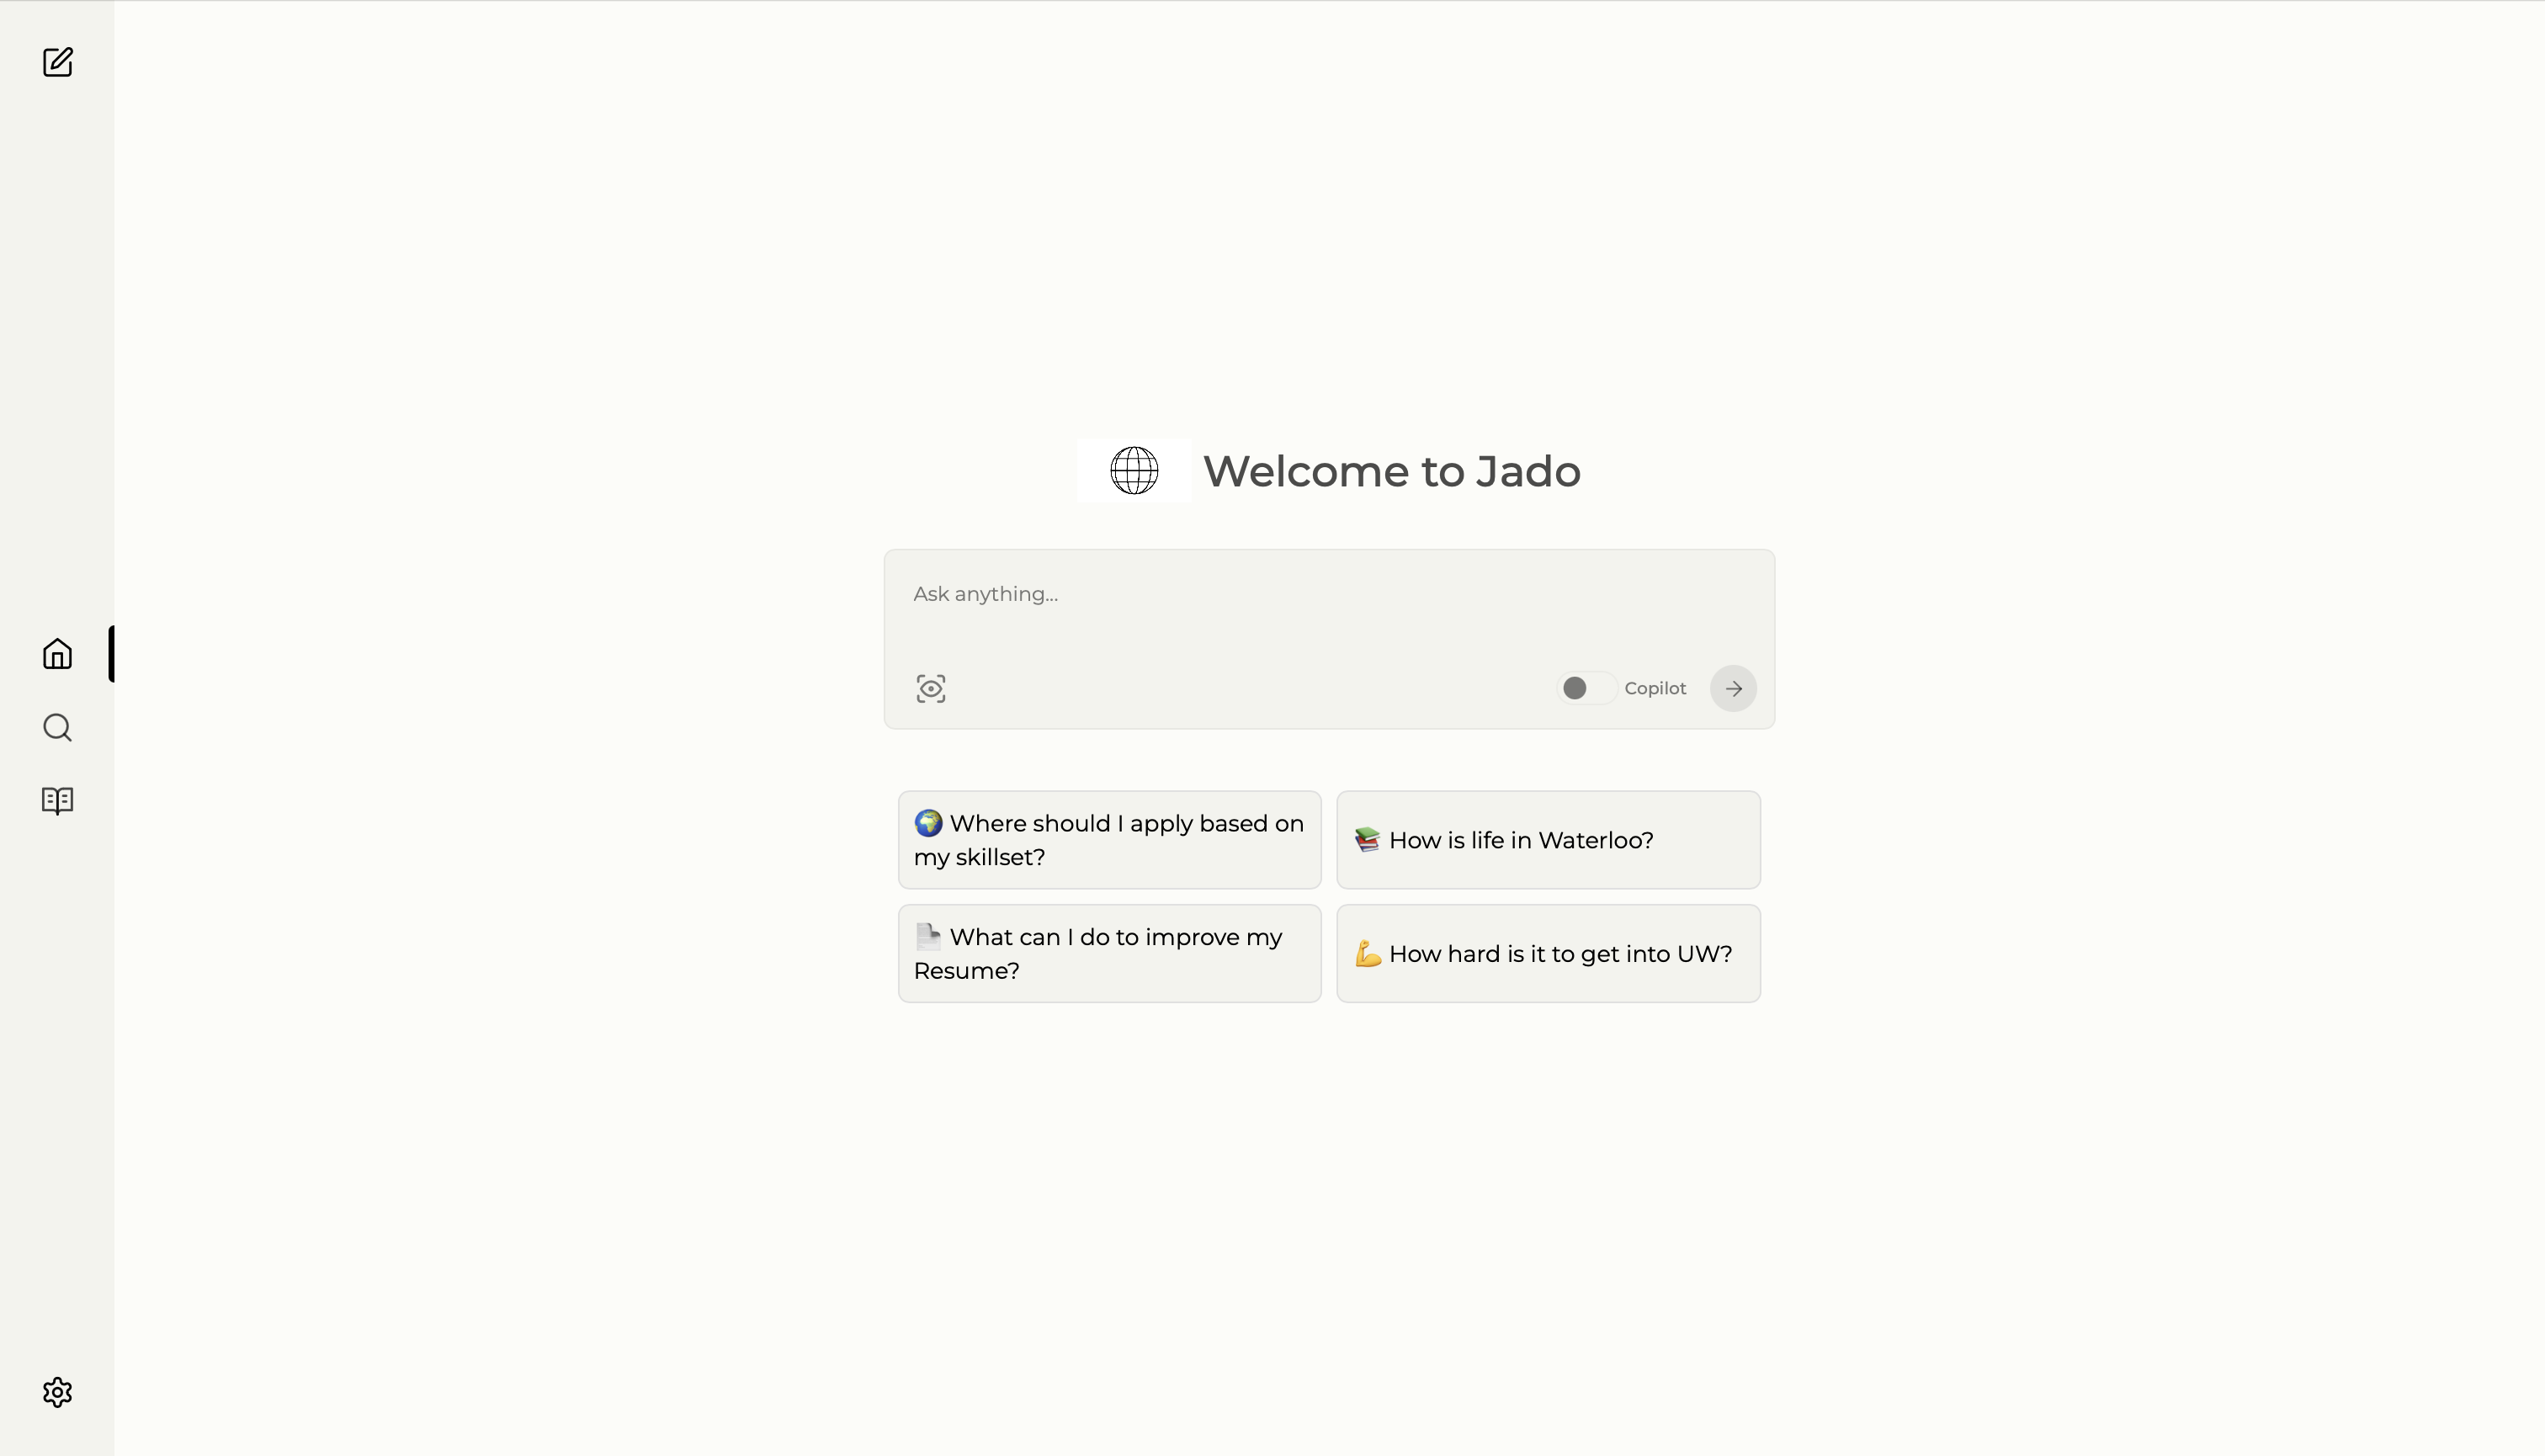 Welcome to Jado
Ask anything...
Copilot
🌍 Where should I apply based on
my skillset?
📚 How is life in Waterloo?
📄 What can I do to improve my
Resume?
💪 How hard is it to get into UW?